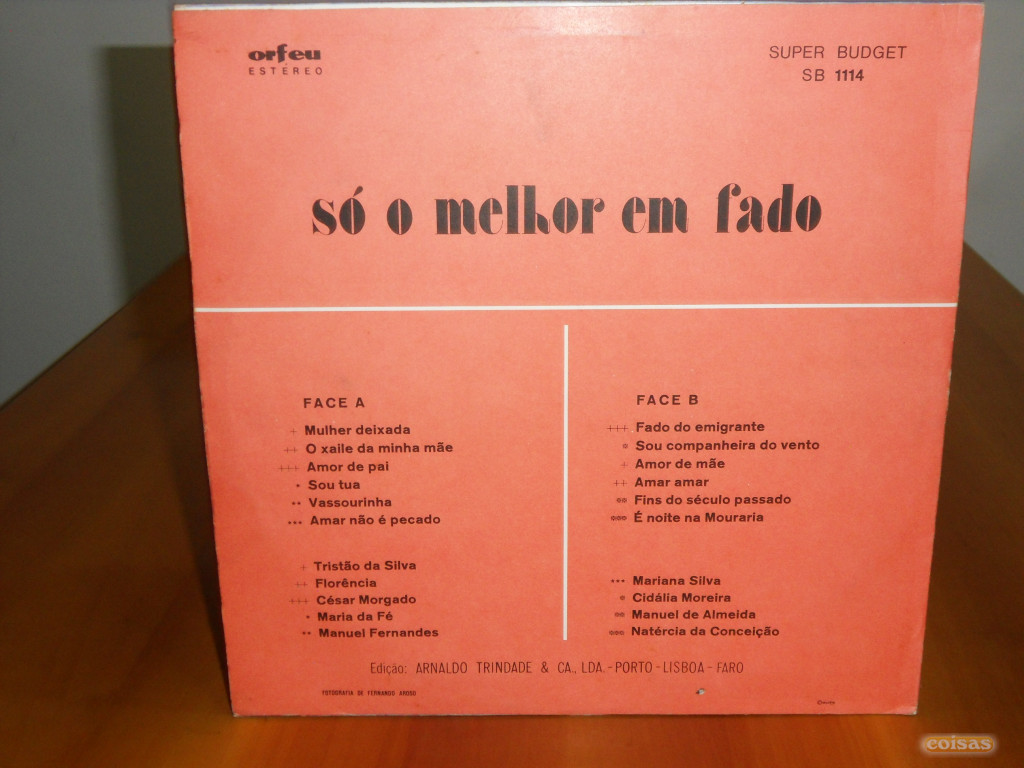 orfeu
ESTÉREO
SUPER BUDGET
SB 1114
só o melhor em fado
FACE A
+ Mulher deixada
++ O xaile da minha mãe
+++ Amor de pai
• Sou tua
•• Vassourinha
••• Amar não é pecado
+ Tristão da Silva
++ Florência
+++ César Morgado
• Maria da Fé
•• Manuel Fernandes
FACE B
+++ Fado do emigrante
⊛ Sou companheira do vento
+ Amor de mãe
++ Amar amar
⊛⊛ Fins do século passado
⊛⊛⊛ É noite na Mouraria
••• Mariana Silva
⊛ Cidália Moreira
⊛⊛ Manuel de Almeida
⊛⊛⊛ Natércia da Conceição
Edição: ARNALDO TRINDADE & CA., LDA. - PORTO - LISBOA - FARO
FOTOGRAFIA DE FERNANDO AROSO
coisas